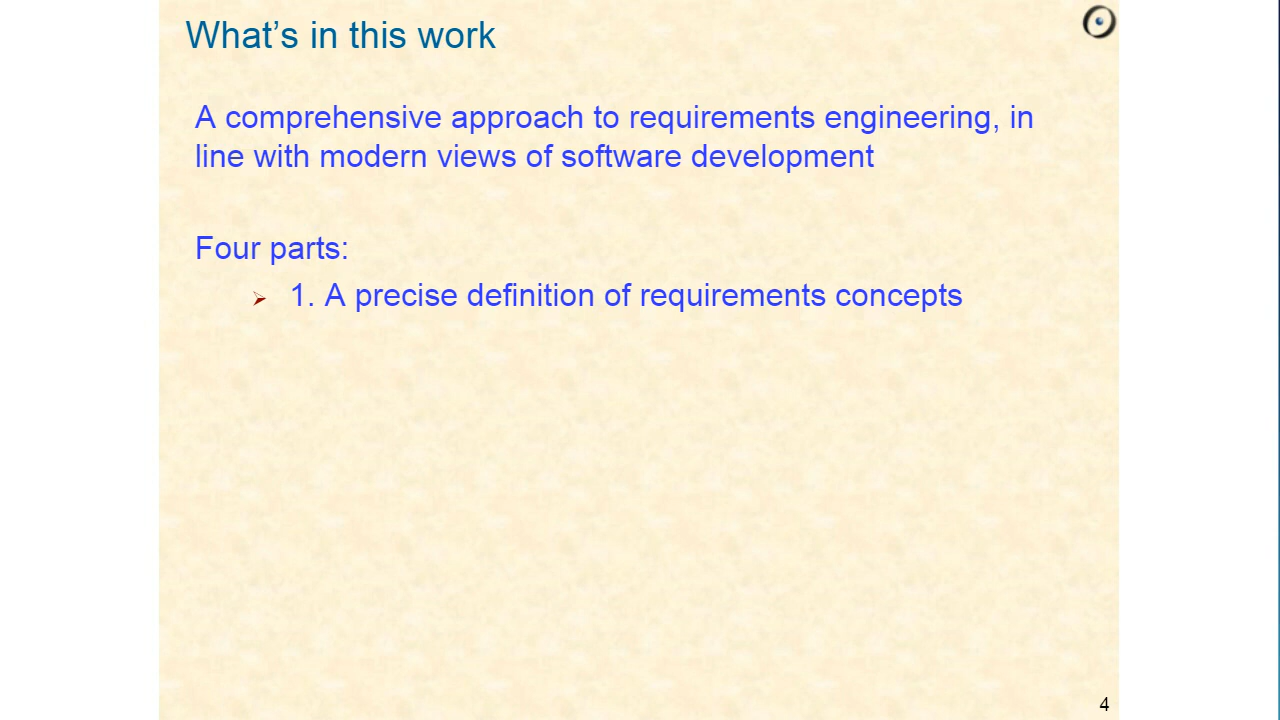 What’s in this work
A comprehensive approach to requirements engineering, in
line with modern views of software development
Four parts:
1. A precise definition of requirements concepts
4